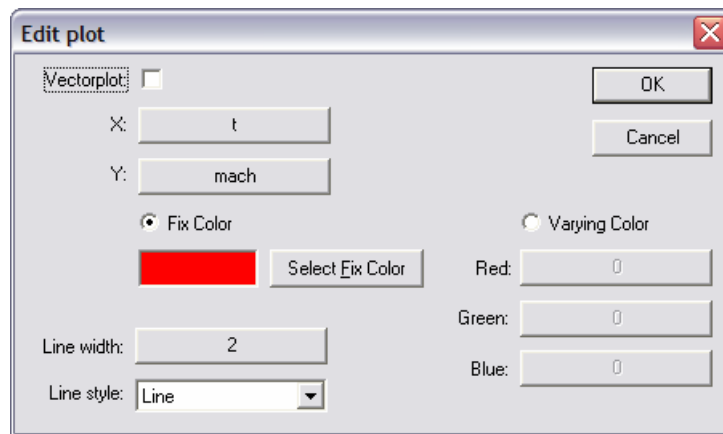 Edit plot
Vectorplot:
OK
X: t
Cancel
Y: mach
Fix Color
Varying Color
Select Fix Color
Red: 0
Green: 0
Line width: 2
Blue: 0
Line style: Line